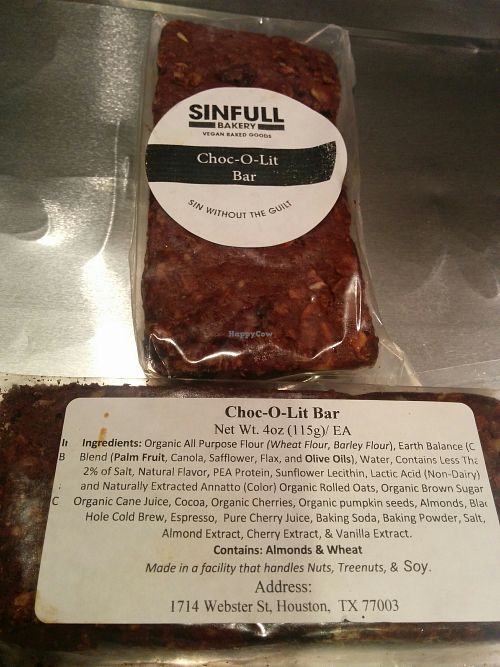 SINFULL
BAKERY
VEGAN BAKED GOODS
Choc-O-Lit
Bar
SIN WITHOUT THE GUILT
HappyCow
Choc-O-Lit Bar
Net Wt. 4oz (115g)/ EA
Ingredients: Organic All Purpose Flour (Wheat Flour, Barley Flour), Earth Balance (C
Blend (Palm Fruit, Canola, Safflower, Flax, and Olive Oils), Water, Contains Less Tha
2% of Salt, Natural Flavor, PEA Protein, Sunflower Lecithin, Lactic Acid (Non-Dairy)
and Naturally Extracted Annatto (Color) Organic Rolled Oats, Organic Brown Sugar
Organic Cane Juice, Cocoa, Organic Cherries, Organic pumpkin seeds, Almonds, Blac
Hole Cold Brew, Espresso, Pure Cherry Juice, Baking Soda, Baking Powder, Salt,
Almond Extract, Cherry Extract, & Vanilla Extract.
Contains: Almonds & Wheat
Made in a facility that handles Nuts, Treenuts, & Soy.
Address:
1714 Webster St, Houston, TX 77003